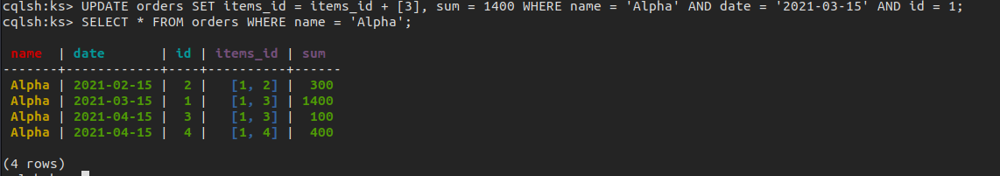 cqlsh:ks> UPDATE orders SET items_id = items_id + [3], sum = 1400 WHERE name = 'Alpha' AND date = '2021-03-15' AND id = 1;
cqlsh:ks> SELECT * FROM orders WHERE name = 'Alpha';
 name  | date       | id | items_id | sum
-------+------------+----+----------+------
 Alpha | 2021-02-15 |  2 |   [1, 2] |  300
 Alpha | 2021-03-15 |  1 |   [1, 3] | 1400
 Alpha | 2021-04-15 |  3 |   [1, 3] |  100
 Alpha | 2021-04-15 |  4 |   [1, 4] |  400
(4 rows)